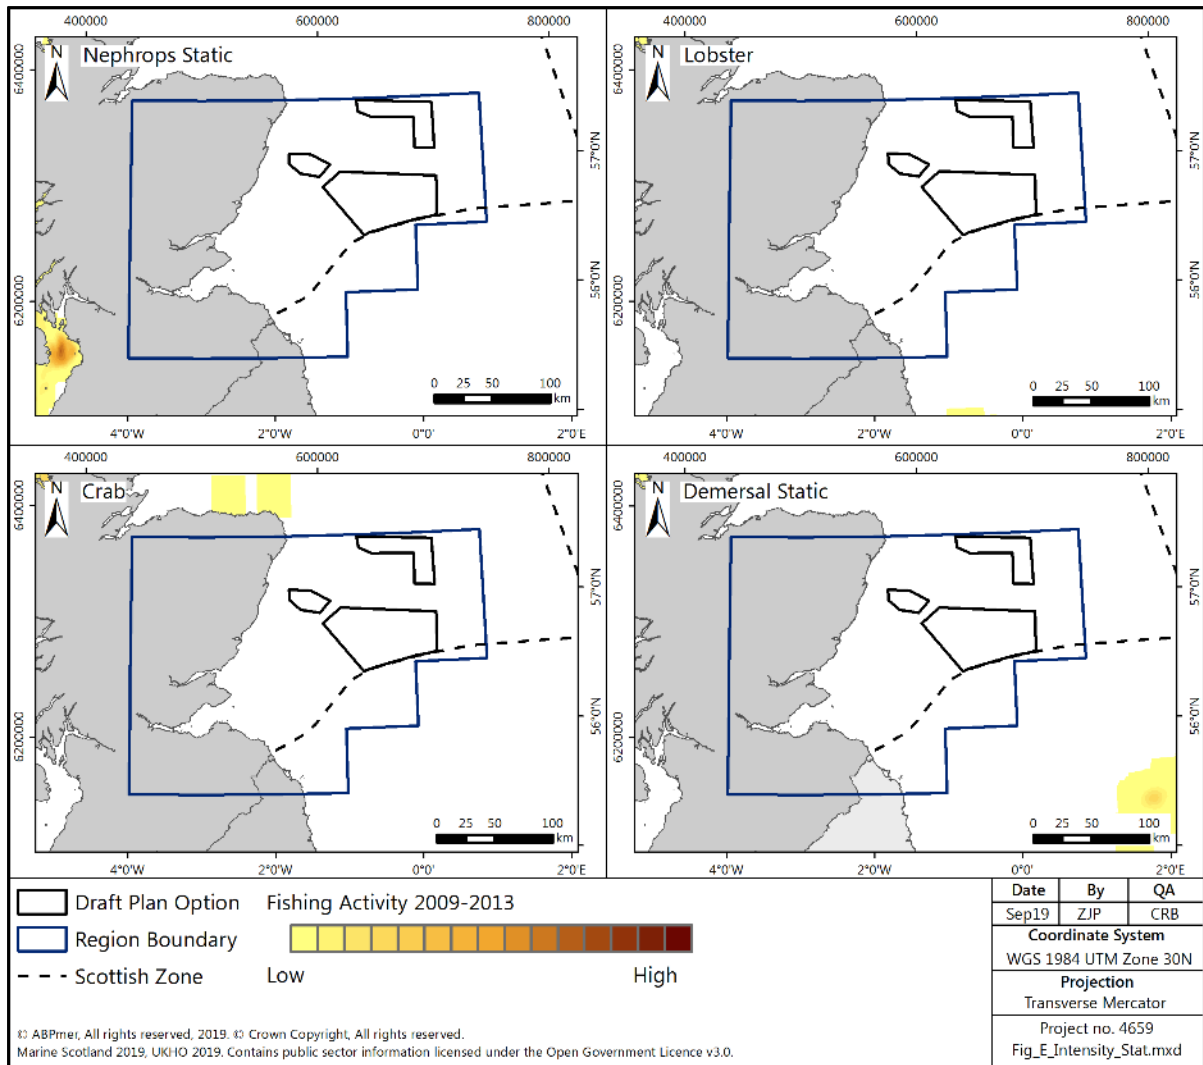 400000 600000 800000 400000 600000 800000
N Nephrops Static N Lobster
6400000 6400000
57°0'N 57°0'N
56°0'N 56°0'N
6200000 6200000
0 25 50 100 0 25 50 100
km km
4°0'W 2°0'W 0°0' 2°0'E 4°0'W 2°0'W 0°0' 2°0'E
400000 600000 800000 400000 600000 800000
N Crab N Demersal Static
6400000 6400000
57°0'N 57°0'N
56°0'N 56°0'N
6200000 6200000
0 25 50 100 0 25 50 100
km km
4°0'W 2°0'W 0°0' 2°0'E 4°0'W 2°0'W 0°0' 2°0'E
Draft Plan Option Fishing Activity 2009-2013
Region Boundary
Scottish Zone Low High
Date By QA
Sep19 ZJP CRB
Coordinate System
WGS 1984 UTM Zone 30N
Projection
Transverse Mercator
Project no. 4659
Fig_E_Intensity_Stat.mxd
© ABPmer, All rights reserved, 2019. © Crown Copyright, All rights reserved.
Marine Scotland 2019, UKHO 2019. Contains public sector information licensed under the Open Government Licence v3.0.